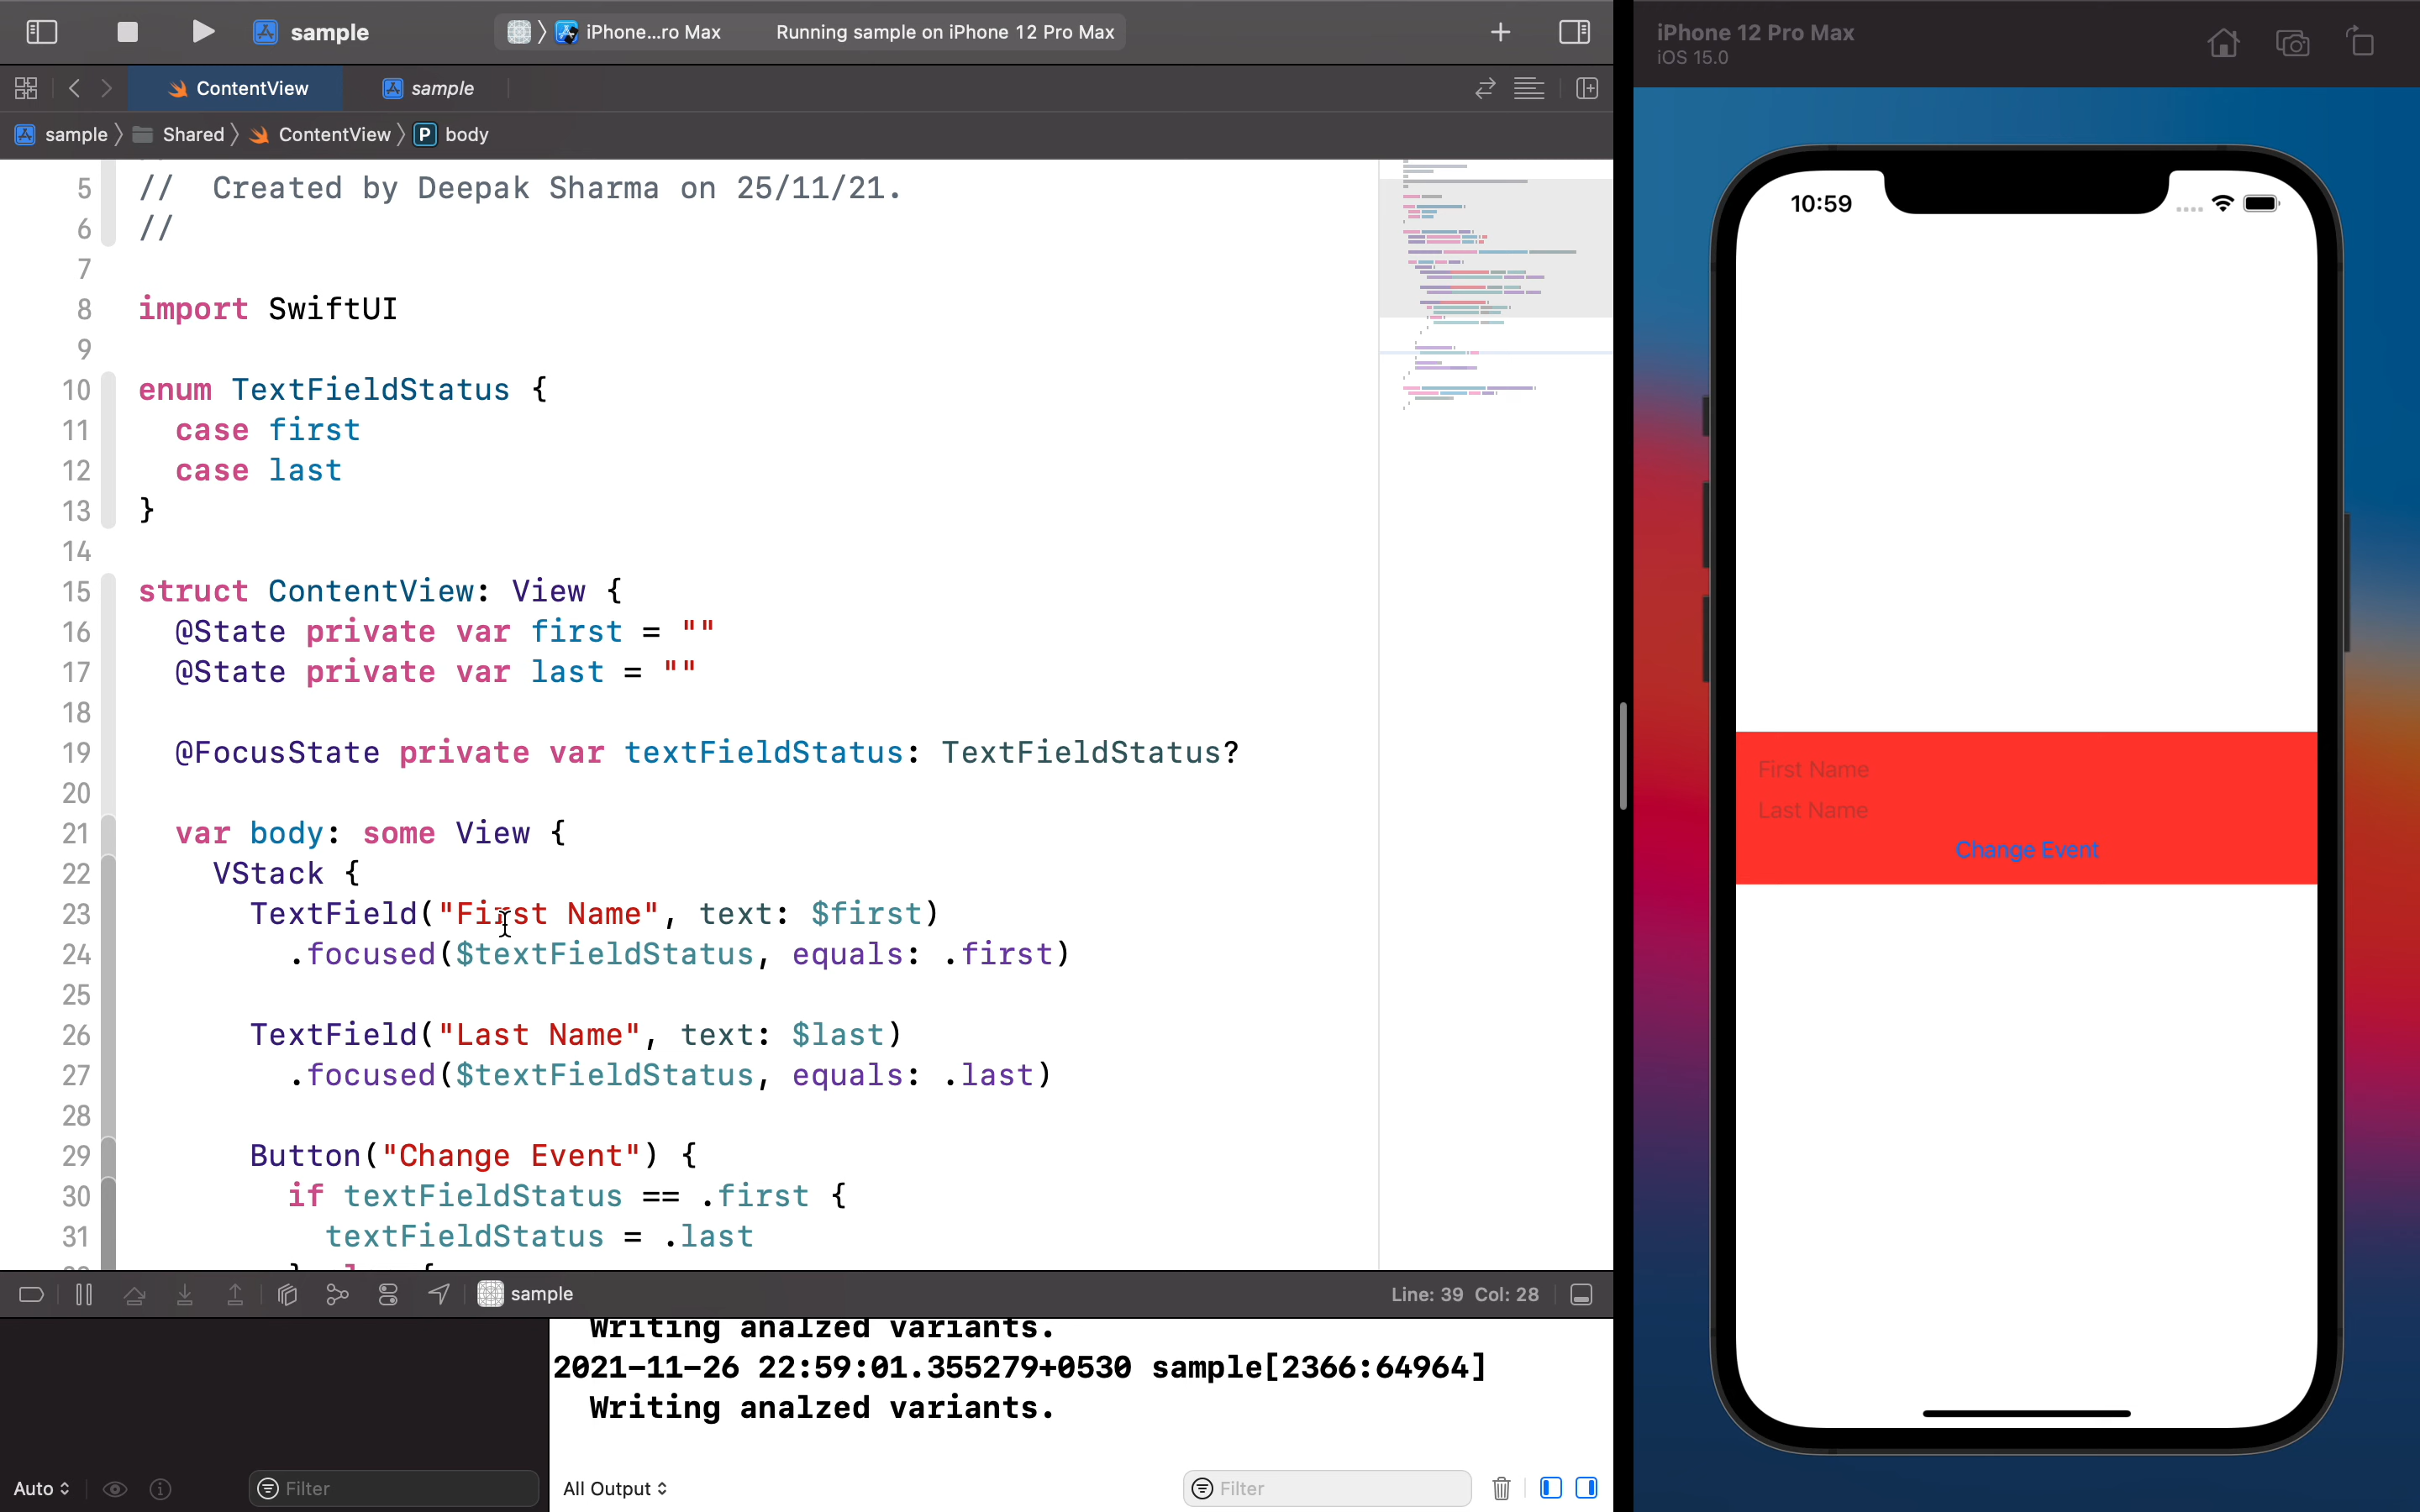 sample
iPhone...ro Max
Running sample on iPhone 12 Pro Max
ContentView
sample
sample
Shared
ContentView
P
body
5 // Created by Deepak Sharma on 25/11/21.
6 //
7
8 import SwiftUI
9
10 enum TextFieldStatus {
11 case first
12 case last
13 }
14
15 struct ContentView: View {
16 @State private var first = ""
17 @State private var last = ""
18
19 @FocusState private var textFieldStatus: TextFieldStatus?
20
21 var body: some View {
22 VStack {
23 TextField("First Name", text: $first)
24 .focused($textFieldStatus, equals: .first)
25
26 TextField("Last Name", text: $last)
27 .focused($textFieldStatus, equals: .last)
28
29 Button("Change Event") {
30 if textFieldStatus == .first {
31 textFieldStatus = .last
sample
Line: 39 Col: 28
Writing analzed variants.
2021-11-26 22:59:01.355279+0530 sample[2366:64964]
Writing analzed variants.
Auto
Filter
All Output
Filter
iPhone 12 Pro Max
iOS 15.0
10:59
First Name
Last Name
Change Event